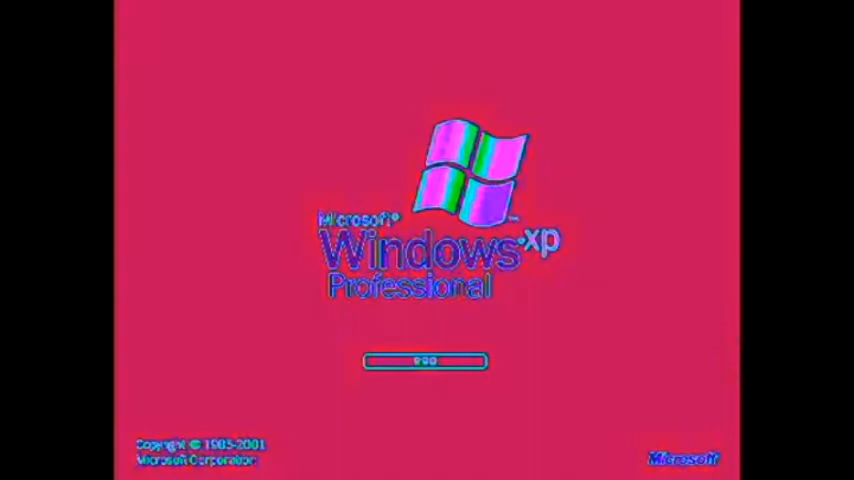 Microsoft®
Windows xp
Professional
Copyright © 1985-2001
Microsoft Corporation
Microsoft